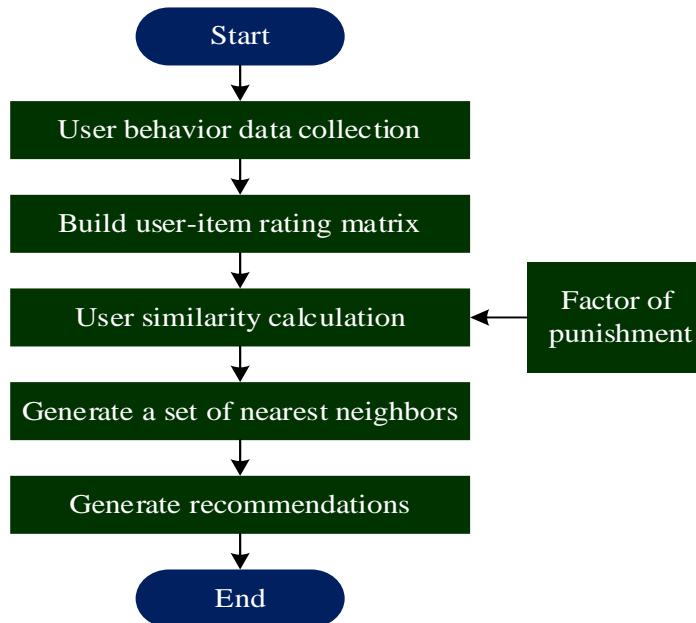 Start
User behavior data collection
Build user-item rating matrix
User similarity calculation
Factor of
punishment
Generate a set of nearest neighbors
Generate recommendations
End